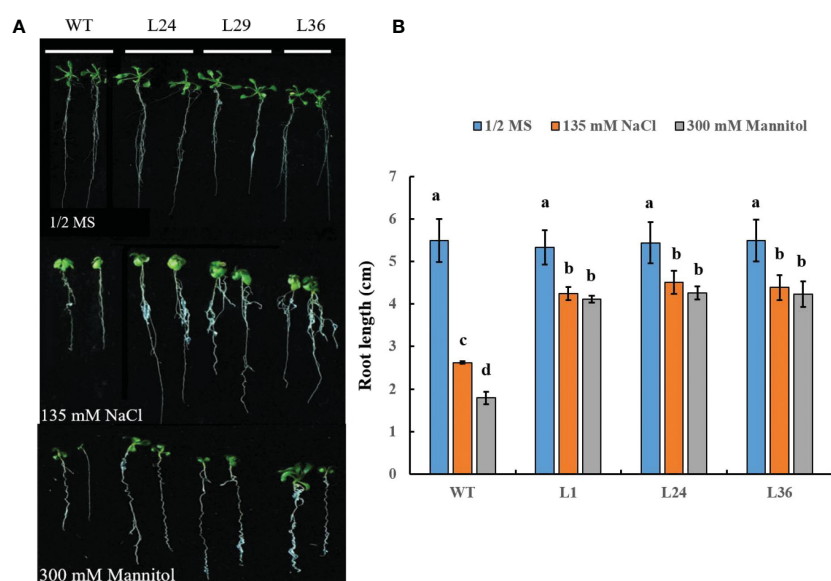 A
WT L24 L29 L36
1/2 MS
135 mM NaCl
300 mM Mannitol
B
1/2 MS 135 mM NaCl 300 mM Mannitol
Root length (cm)
7
6
5
4
3
2
1
0
a
c
d
a
b b
a
b b
a
b b
WT L1 L24 L36